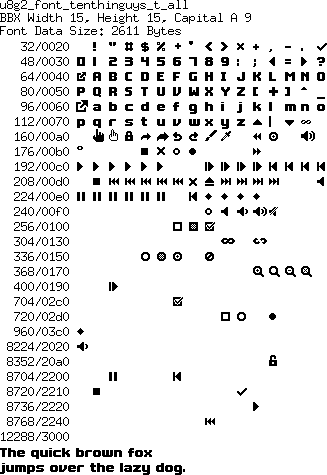 u8g2_font_tenthinguys_t_all
BBX Width 15, Height 15, Capital A 9
Font Data Size: 2611 Bytes
32/0020 ! " # $ % + ' < > × + , - . ✓
48/0030 0 1 2 3 4 5 6 7 8 9 : ; ◀ = ▶ ?
64/0040 A B C D E F G H I J K L M N O
80/0050 P Q R S T U V W X Y Z [ + ] ^ _
96/0060 a b c d e f g h i j k l m n o
112/0070 p q r s t u v w x y z ▲ | ▼ ∞
160/00a0
176/00b0 °
192/00c0
208/00d0
224/00e0
240/00f0
256/0100
304/0130
336/0150
368/0170
400/0190
704/02c0
720/02d0
960/03c0
8224/2020
8352/20a0
8704/2200
8720/2210
8736/2220
8768/2240
12288/3000
The quick brown fox
jumps over the lazy dog.